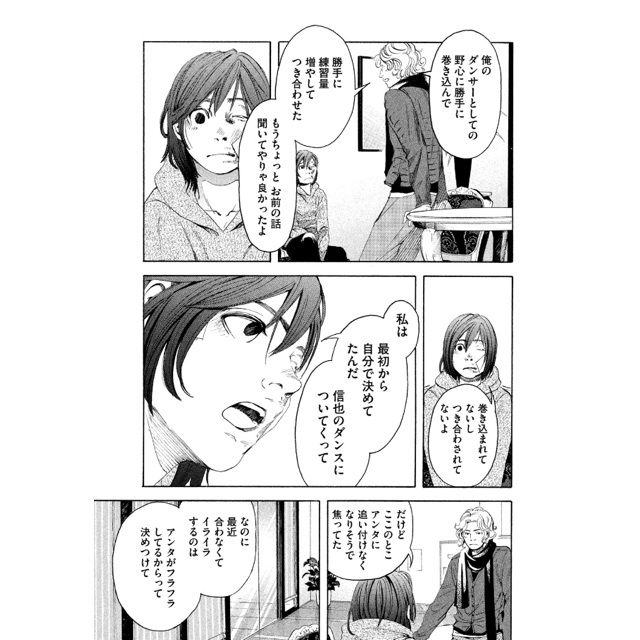 俺の
ダンサーとしての
野心に勝手に
巻き込んで
勝手に
練習量
増やして
つき合わせた
もうちょっと お前の話
聞いてやりゃ良かったよ
巻き込まれて
ないし
つき合わされて
ないよ
私は
最初から
自分で決めて
たんだ
信也のダンスに
ついてくって
だけど
ここのとこ
アンタに
追い付けなく
なりそうで
焦ってた
なのに
最近
合わなくて
イライラ
するのは
アンタがフラフラ
してるからって
決めつけて